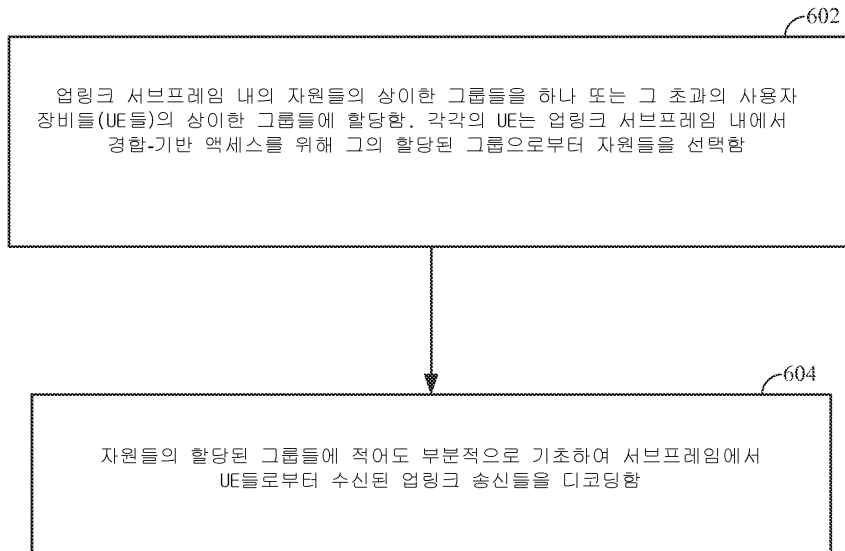 602
업링크 서브프레임 내의 자원들의 상이한 그룹들을 하나 또는 그 초과의 사용자
장비들(UE들)의 상이한 그룹들에 할당함. 각각의 UE는 업링크 서브프레임 내에서
경합-기반 액세스를 위해 그의 할당된 그룹으로부터 자원들을 선택함
604
자원들의 할당된 그룹들에 적어도 부분적으로 기초하여 서브프레임에서
UE들로부터 수신된 업링크 송신들을 디코딩함